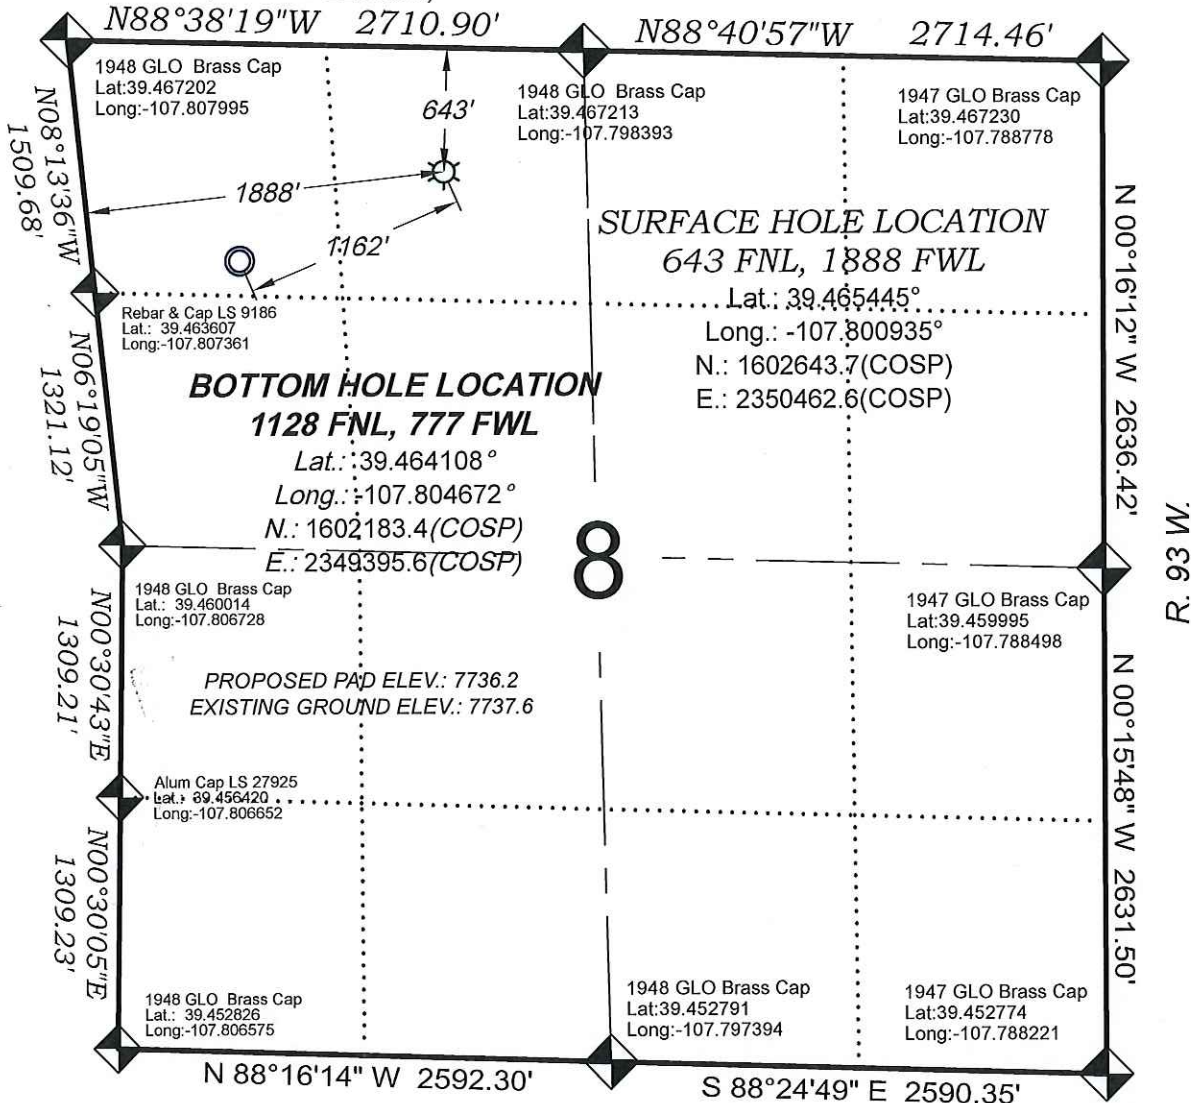 N88°38'19"W 2710.90'
N88°40'57"W 2714.46'
1948 GLO Brass Cap
Lat:39.467202
Long:-107.807995
1948 GLO Brass Cap
Lat:39.467213
Long:-107.798393
1947 GLO Brass Cap
Lat:39.467230
Long:-107.788778
643'
N08°13'36"W
1509.68'
1888'
1162'
SURFACE HOLE LOCATION
643 FNL, 1888 FWL
Lat.: 39.465445°
Long.: -107.800935°
N.: 1602643.7(COSP)
E.: 2350462.6(COSP)
N 00°16'12" W 2636.42'
Rebar & Cap LS 9186
Lat.: 39.463607
Long:-107.807361
N06°19'05"W
1321.12'
BOTTOM HOLE LOCATION
1128 FNL, 777 FWL
Lat.: 39.464108°
Long.: -107.804672°
N.: 1602183.4(COSP)
E.: 2349395.6(COSP)
8
R. 93 W.
1948 GLO Brass Cap
Lat.: 39.460014
Long:-107.806728
1947 GLO Brass Cap
Lat:39.459995
Long:-107.788498
N00°30'43"E
1309.21'
PROPOSED PAD ELEV.: 7736.2
EXISTING GROUND ELEV.: 7737.6
N 00°15'48" W 2631.50'
Alum Cap LS 27925
Lat.: 39.456420
Long:-107.806652
N00°30'05"E
1309.23'
1948 GLO Brass Cap
Lat.: 39.452826
Long:-107.806575
1948 GLO Brass Cap
Lat:39.452791
Long:-107.797394
1947 GLO Brass Cap
Lat:39.452774
Long:-107.788221
N 88°16'14" W 2592.30'
S 88°24'49" E 2590.35'